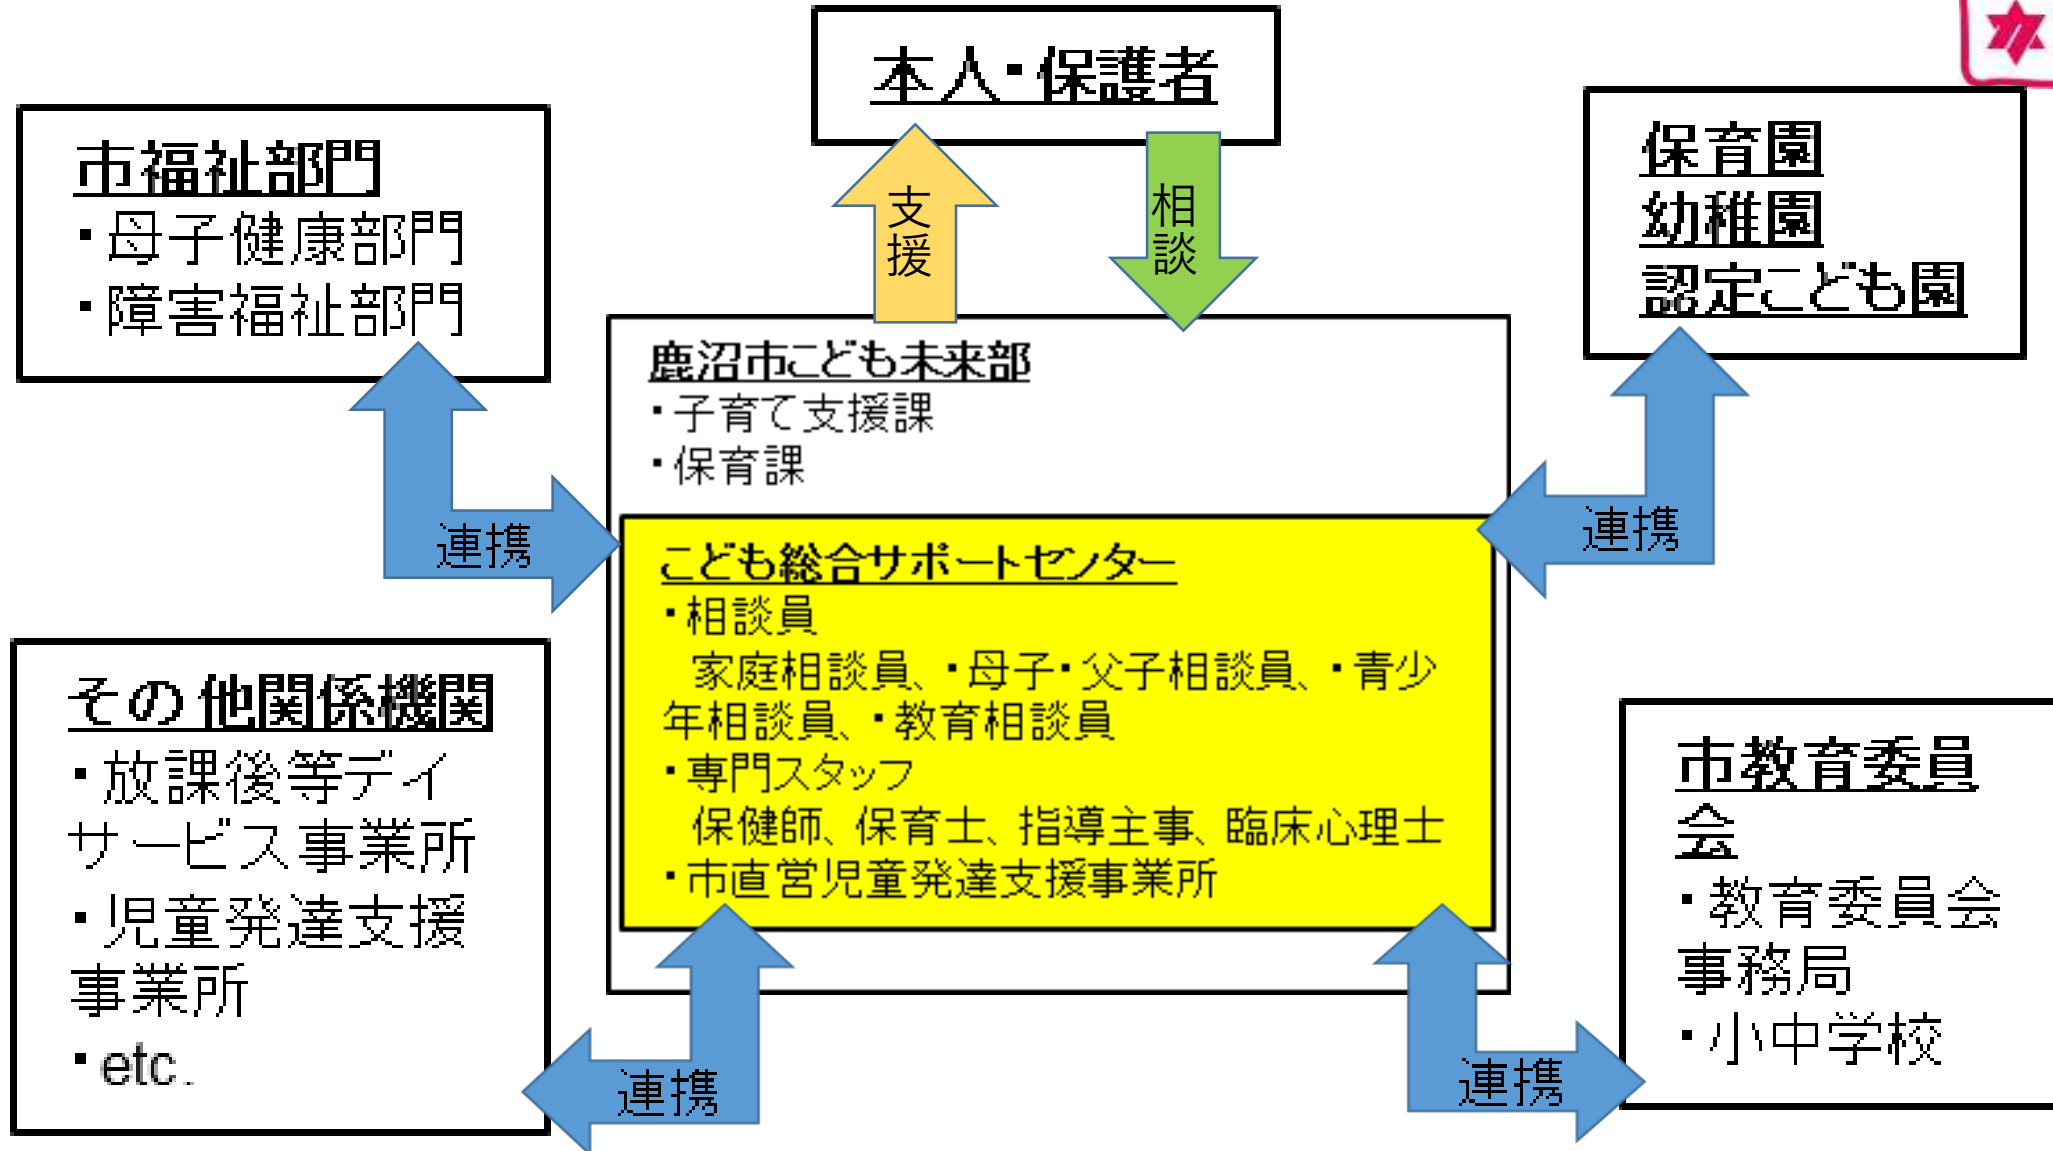 本人・保護者
市福祉部門
・母子健康部門
・障害福祉部門
支援
相談
保育園
幼稚園
認定こども園
鹿沼市こども未来部
・子育て支援課
・保育課
連携
連携
こども総合サポートセンター
・相談員
家庭相談員、・母子・父子相談員、・青少
年相談員、・教育相談員
・専門スタッフ
保健師、保育士、指導主事、臨床心理士
・市直営児童発達支援事業所
その他関係機関
・放課後等デイ
サービス事業所
・児童発達支援
事業所
・etc.
市教育委員
会
・教育委員会
事務局
・小中学校
連携
連携